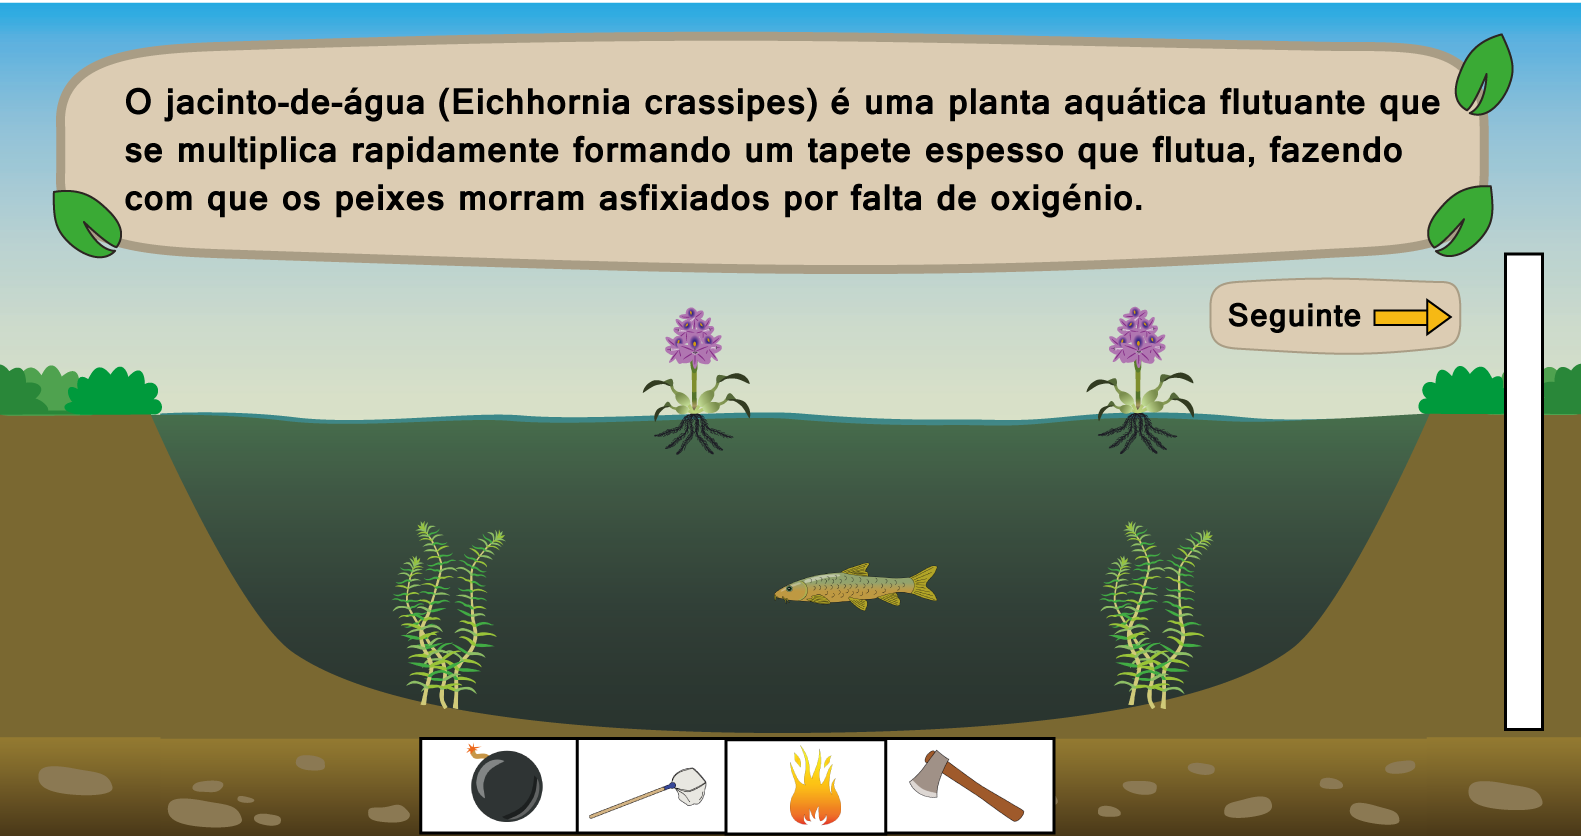 O jacinto-de-água (Eichhornia crassipes) é uma planta aquática flutuante que
se multiplica rapidamente formando um tapete espesso que flutua, fazendo
com que os peixes morram asfixiados por falta de oxigénio.
Seguinte